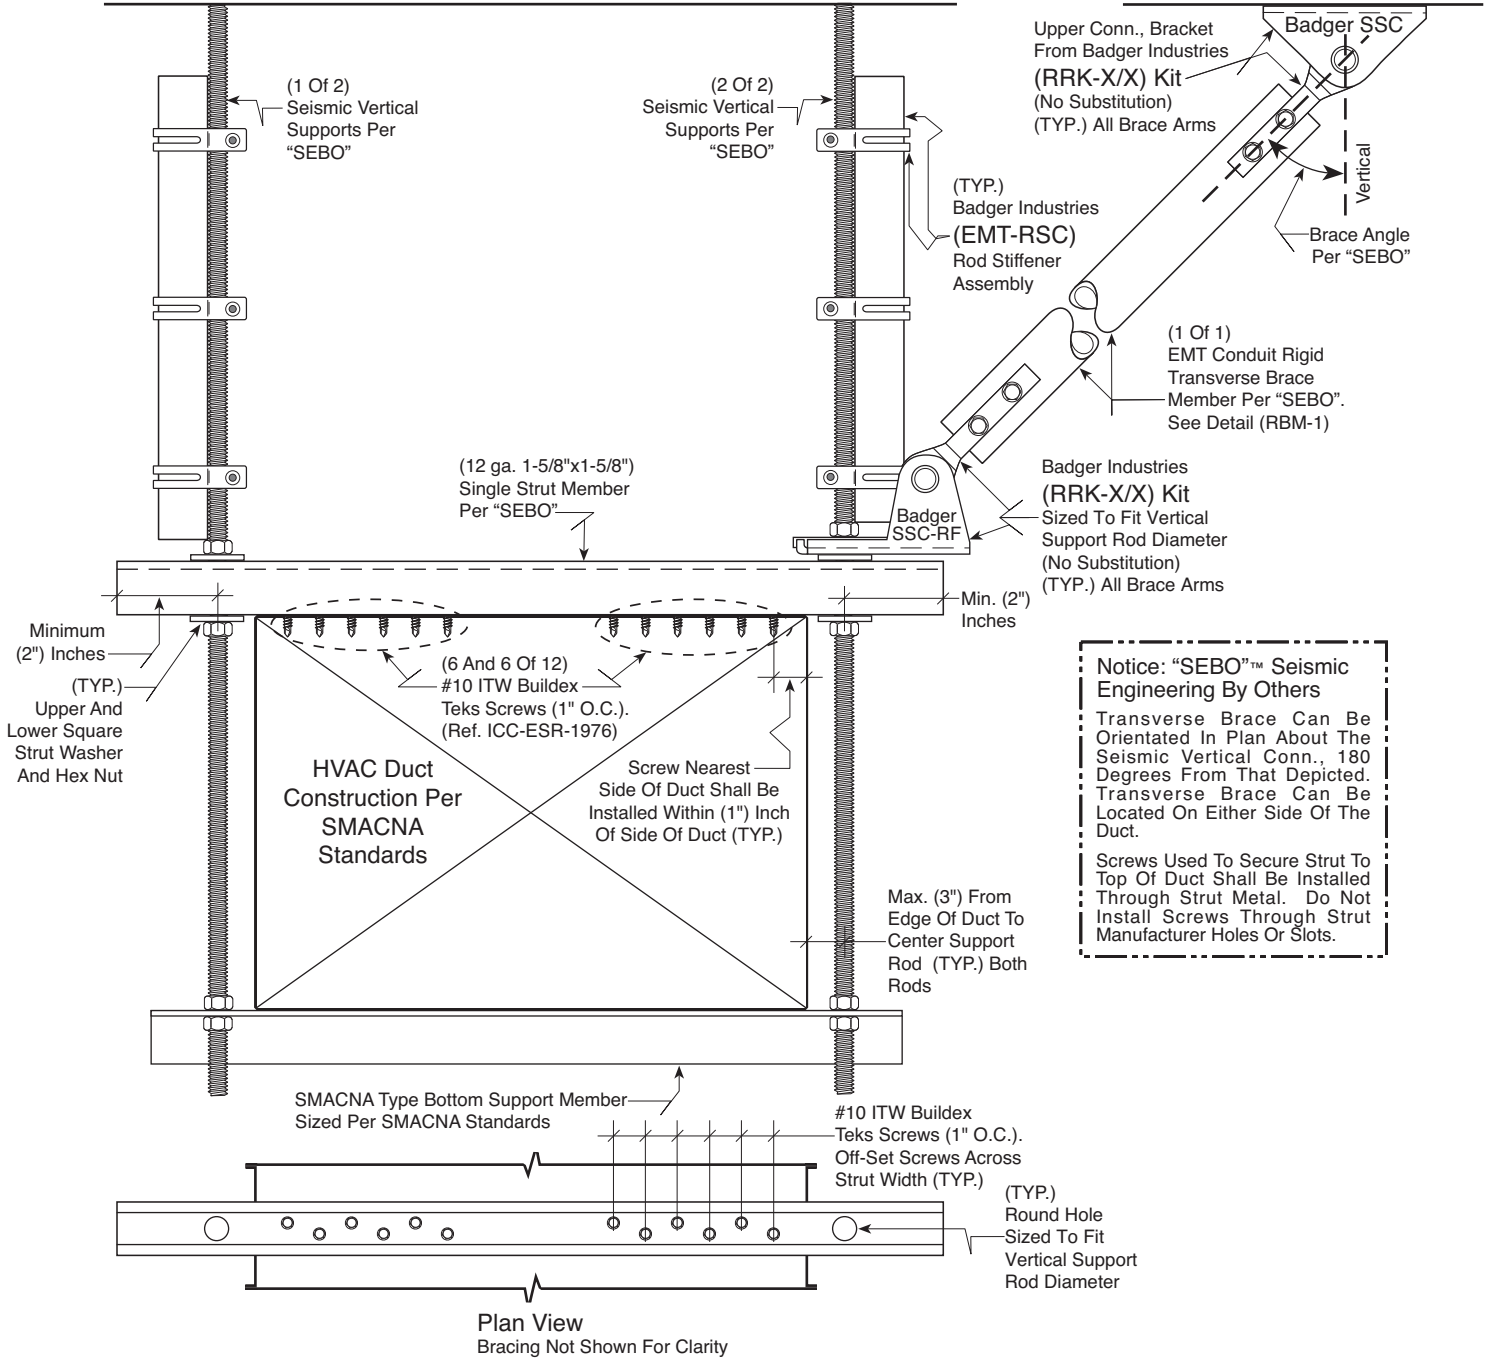 (1 Of 2)
Seismic Vertical
Supports Per
“SEBO”
(2 Of 2)
Seismic Vertical
Supports Per
“SEBO”
Upper Conn., Bracket
From Badger Industries
(RRK-X/X) Kit
(No Substitution)
(TYP.) All Brace Arms
Badger SSC
Vertical
(TYP.)
Badger Industries
(EMT-RSC)
Rod Stiffener
Assembly
Brace Angle
Per “SEBO”
(1 Of 1)
EMT Conduit Rigid
Transverse Brace
Member Per “SEBO”.
See Detail (RBM-1)
(12 ga. 1-5/8"x1-5/8")
Single Strut Member
Per “SEBO”
Badger
SSC-RF
Badger Industries
(RRK-X/X) Kit
Sized To Fit Vertical
Support Rod Diameter
(No Substitution)
(TYP.) All Brace Arms
Minimum
(2") Inches
Min. (2")
Inches
(TYP.)
Upper And
Lower Square
Strut Washer
And Hex Nut
(6 And 6 Of 12)
#10 ITW Buildex
Teks Screws (1" O.C.).
(Ref. ICC-ESR-1976)
HVAC Duct
Construction Per
SMACNA
Standards
Screw Nearest
Side Of Duct Shall Be
Installed Within (1") Inch
Of Side Of Duct (TYP.)
Notice: “SEBO”™ Seismic
Engineering By Others
Transverse Brace Can Be
Orientated In Plan About The
Seismic Vertical Conn., 180
Degrees From That Depicted.
Transverse Brace Can Be
Located On Either Side Of The
Duct.
Screws Used To Secure Strut To
Top Of Duct Shall Be Installed
Through Strut Metal. Do Not
Install Screws Through Strut
Manufacturer Holes Or Slots.
Max. (3") From
Edge Of Duct To
Center Support
Rod (TYP.) Both
Rods
SMACNA Type Bottom Support Member
Sized Per SMACNA Standards
#10 ITW Buildex
Teks Screws (1" O.C.).
Off-Set Screws Across
Strut Width (TYP.)
(TYP.)
Round Hole
Sized To Fit
Vertical Support
Rod Diameter
Plan View
Bracing Not Shown For Clarity